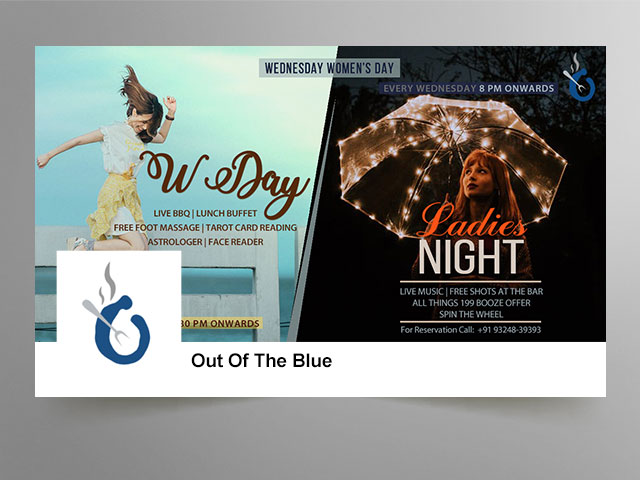 WEDNESDAY WOMEN'S DAY
W Day
LIVE BBQ | LUNCH BUFFET
FREE FOOT MASSAGE | TAROT CARD READING
ASTROLOGER | FACE READER
30 PM ONWARDS
EVERY WEDNESDAY 8 PM ONWARDS
Ladies
NIGHT
LIVE MUSIC | FREE SHOTS AT THE BAR
ALL THINGS 199 BOOZE OFFER
SPIN THE WHEEL
For Reservation Call: +91 93248-39393
Out Of The Blue